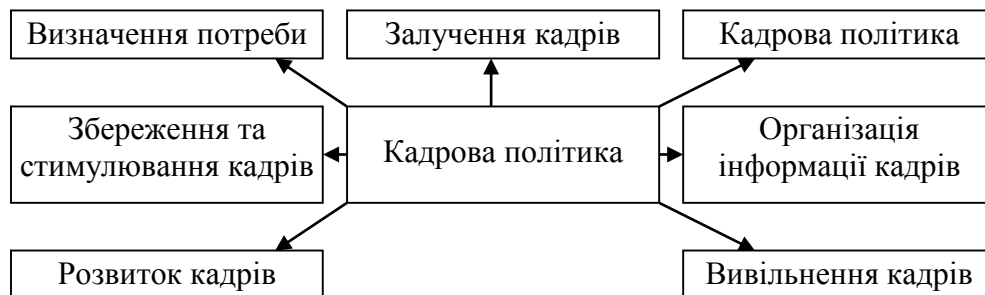 Визначення потреби
Залучення кадрів
Кадрова політика
Збереження та
стимулювання кадрів
Кадрова політика
Організація
інформації кадрів
Розвиток кадрів
Вивільнення кадрів